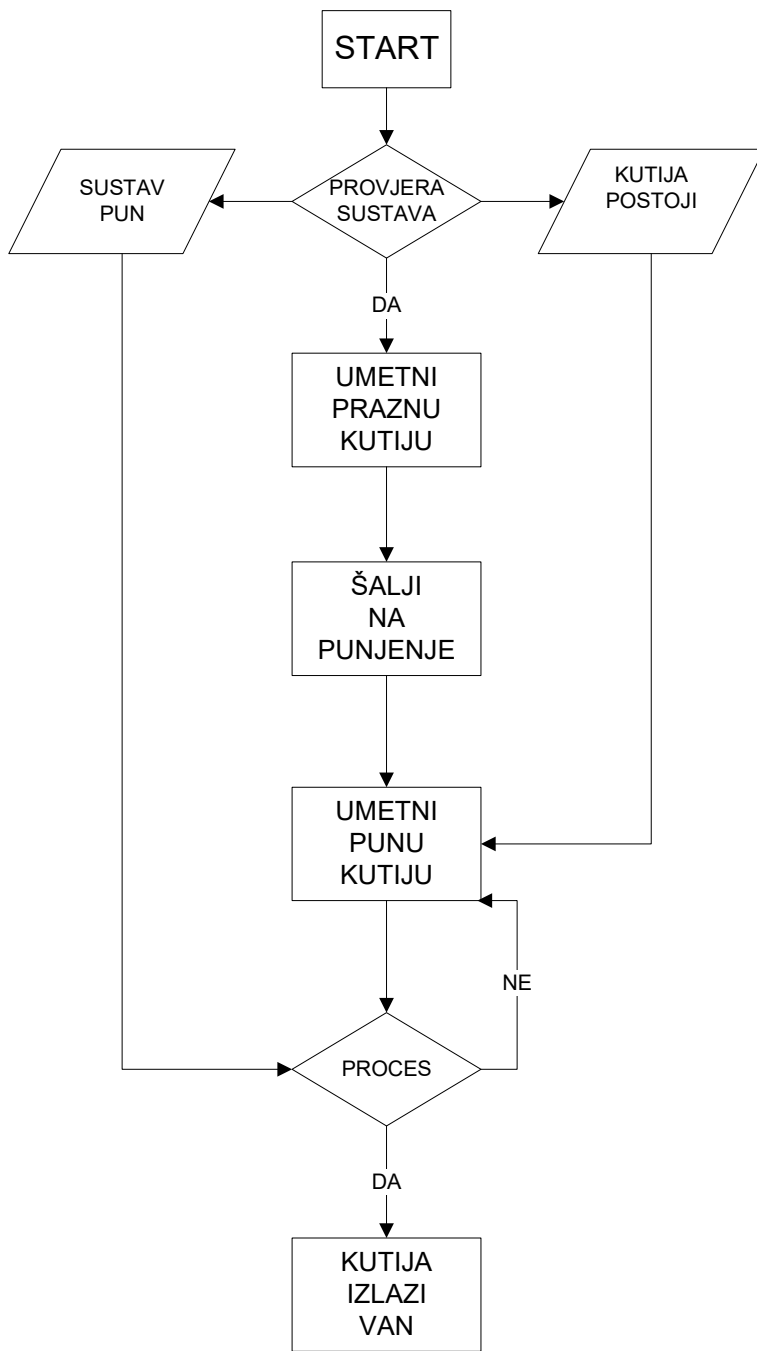 START
SUSTAV
PUN
PROVJERA
SUSTAVA
KUTIJA
POSTOJI
DA
UMETNI
PRAZNU
KUTIJU
ŠALJI
NA
PUNJENJE
UMETNI
PUNU
KUTIJU
NE
PROCES
DA
KUTIJA
IZLAZI
VAN